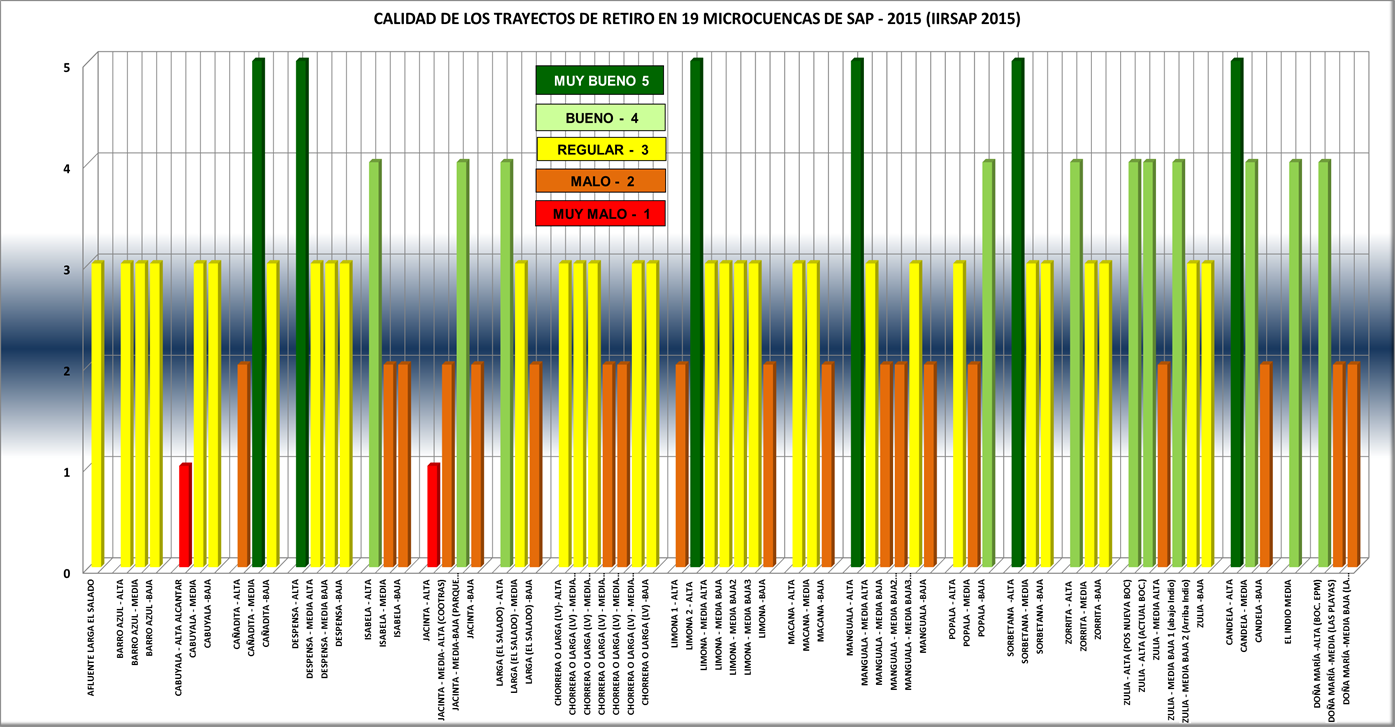 CALIDAD DE LOS TRAYECTOS DE RETIRO EN 19 MICROCUENCAS DE SAP - 2015 (IIRSAP 2015)
5
4
3
2
1
0
MUY BUENO 5
BUENO - 4
REGULAR - 3
MALO - 2
MUY MALO - 1
AFLUENTE LARGA EL SALADO
BARRO AZUL - ALTA
BARRO AZUL - MEDIA
BARRO AZUL -BAJA
CABUYALA - ALTA ALCANTAR
CABUYALA - MEDIA
CABUYALA -BAJA
CAÑADITA - ALTA
CAÑADITA - MEDIA
CAÑADITA -BAJA
DESPENSA - ALTA
DESPENSA - MEDIA ALTA
DESPENSA - MEDIA BAJA
DESPENSA -BAJA
ISABELA - ALTA
ISABELA - MEDIA
ISABELA -BAJA
JACINTA - ALTA
JACINTA - MEDIA- ALTA (COOTRAS)
JACINTA - MEDIA-BAJA (PARQUE...
JACINTA -BAJA
LARGA (EL SALADO) - ALTA
LARGA (EL SALADO) - MEDIA
LARGA (EL SALADO) -BAJA
CHORRERA O LARGA (LV)- ALTA
CHORRERA O LARGA (LV) - MEDIA...
CHORRERA O LARGA (LV) - MEDIA...
CHORRERA O LARGA (LV) - MEDIA...
CHORRERA O LARGA (LV) - MEDIA...
CHORRERA O LARGA (LV) - MEDIA...
CHORRERA O LARGA (LV) -BAJA
LIMONA 1 - ALTA
LIMONA 2 - ALTA
LIMONA - MEDIA ALTA
LIMONA - MEDIA BAJA
LIMONA - MEDIA BAJA2
LIMONA - MEDIA BAJA3
LIMONA -BAJA
MACANA - ALTA
MACANA - MEDIA
MACANA -BAJA
MANGUALA - ALTA
MANGUALA - MEDIA ALTA
MANGUALA - MEDIA BAJA
MANGUALA - MEDIA BAJA2...
MANGUALA - MEDIA BAJA3...
MANGUALA -BAJA
POPALA - ALTA
POPALA - MEDIA
POPALA -BAJA
SORBETANA -ALTA
SORBETANA - MEDIA
SORBETANA -BAJA
ZORRITA - ALTA
ZORRITA - MEDIA
ZORRITA -BAJA
ZULIA - ALTA (POS NUEVA BOC)
ZULIA - ALTA (ACTUAL BOC.)
ZULIA - MEDIA ALTA
ZULIA - MEDIA BAJA 1 (abajo Indio)
ZULIA - MEDIA BAJA 2 (Arriba Indio)
ZULIA -BAJA
CANDELA - ALTA
CANDELA - MEDIA
CANDELA -BAJA
EL INDIO MEDIA
DOÑA MARÍA -ALTA (BOC. EPM)
DOÑA MARÍA -MEDIA (LAS PLAYAS)
DOÑA MARÍA -MEDIA BAJA (LA...